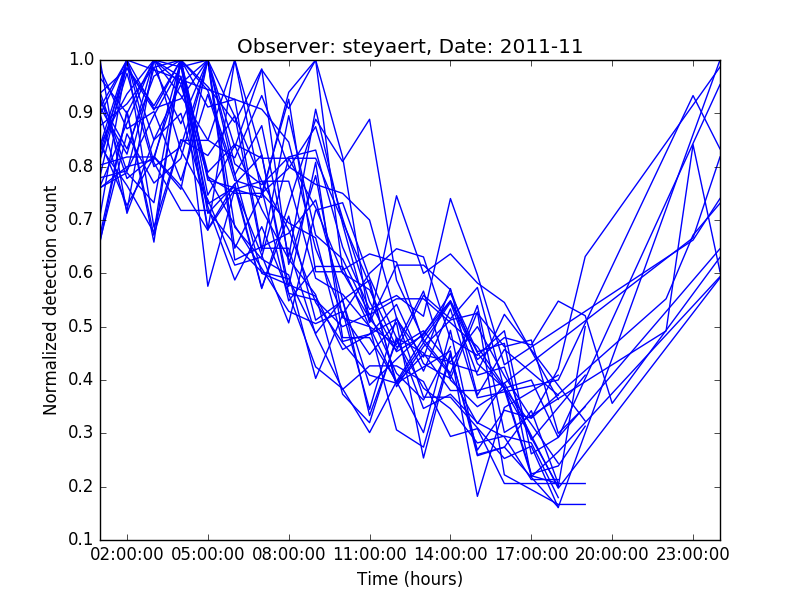 Observer: steyaert, Date: 2011-11
1.0
0.9
0.8
0.7
0.6
0.5
0.4
0.3
0.2
0.1
Normalized detection count
02:00:00 05:00:00 08:00:00 11:00:00 14:00:00 17:00:00 20:00:00 23:00:00
Time (hours)